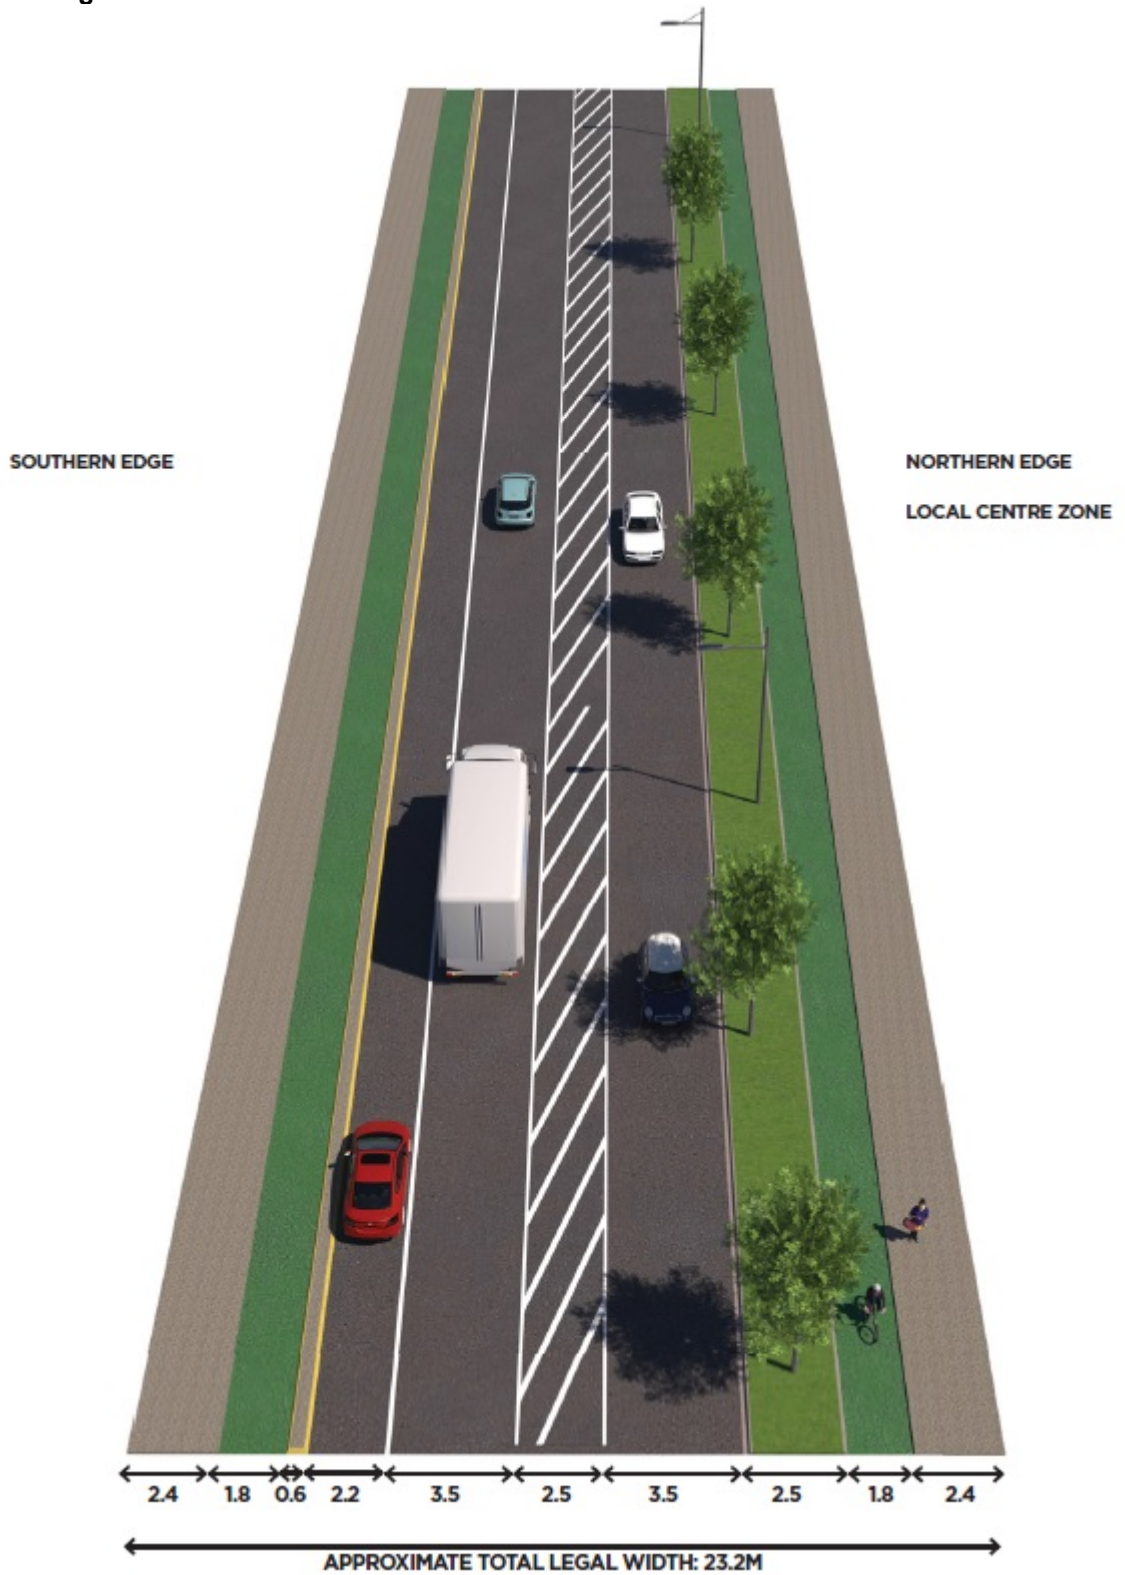 SOUTHERN EDGE
NORTHERN EDGE
LOCAL CENTRE ZONE
2.4 1.8 0.6 2.2 3.5 2.5 3.5 2.5 1.8 2.4
APPROXIMATE TOTAL LEGAL WIDTH: 23.2M